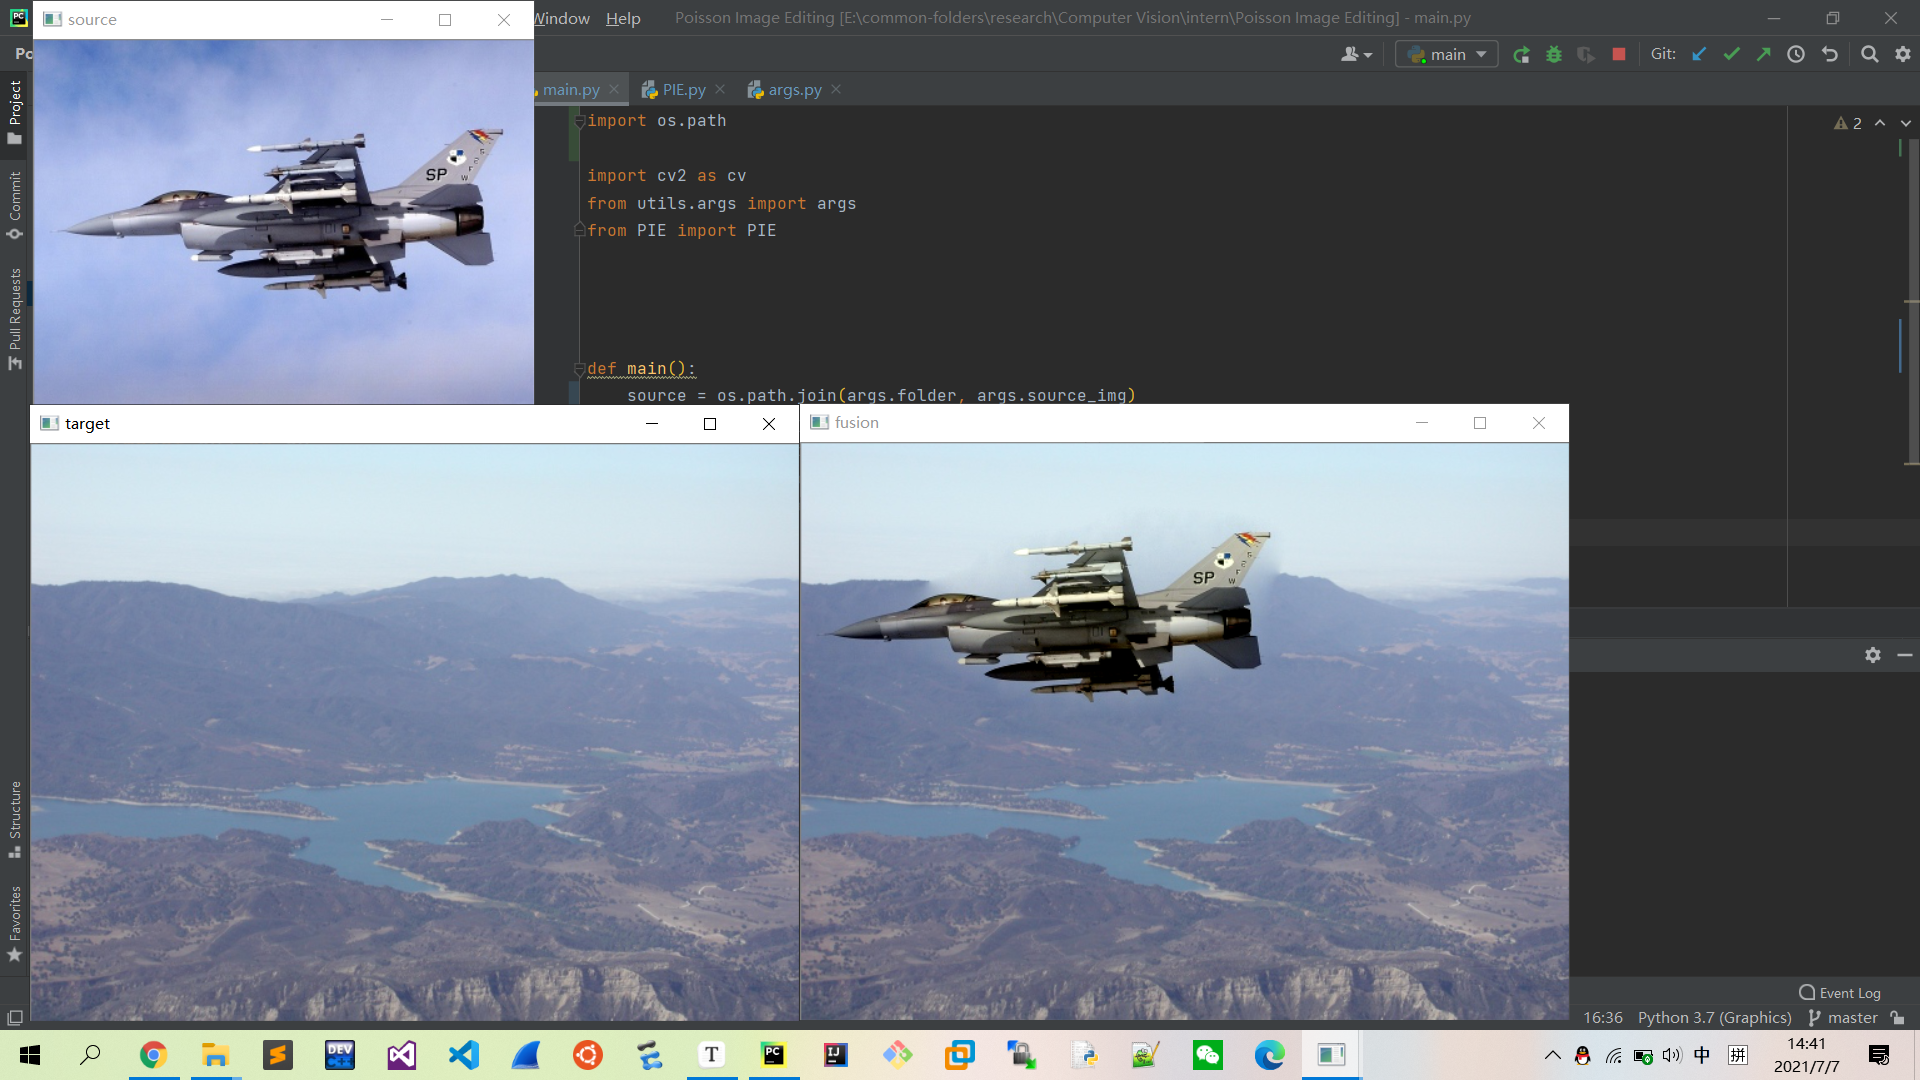 source
Window Help
Poisson Image Editing [E:\common-folders\research\Computer Vision\intern\Poisson Image Editing] - main.py
Po
main
Git:
main.py
PIE.py
args.py
Project
Commit
Pull Requests
Structure
Favorites
import os.path
2
import cv2 as cv
from utils.args import args
from PIE import PIE
def main():
source = os.path.join(args.folder, args.source_img)
SP
target
fusion
SP
Event Log
16:36 Python 3.7 (Graphics) master
DEV C++
T
PC
IJ
中
拼
14:41
2021/7/7